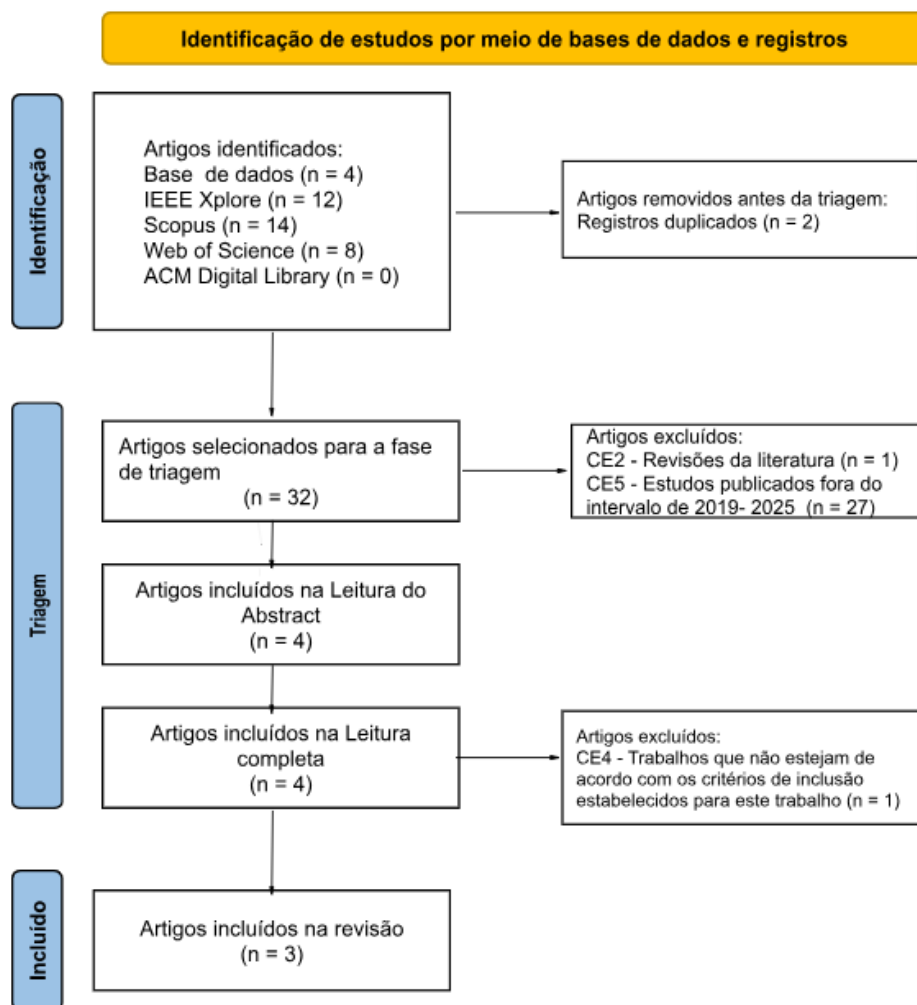 Identificação de estudos por meio de bases de dados e registros
Identificação
Artigos identificados:
Base de dados (n = 4)
IEEE Xplore (n = 12)
Scopus (n = 14)
Web of Science (n = 8)
ACM Digital Library (n = 0)
Artigos removidos antes da triagem:
Registros duplicados (n = 2)
Triagem
Artigos selecionados para a fase
de triagem
(n = 32)
Artigos excluídos:
CE2 - Revisões da literatura (n = 1)
CE5 - Estudos publicados fora do
intervalo de 2019- 2025 (n = 27)
Artigos incluídos na Leitura do
Abstract
(n = 4)
Artigos incluídos na Leitura
completa
(n = 4)
Artigos excluídos:
CE4 - Trabalhos que não estejam de
acordo com os critérios de inclusão
estabelecidos para este trabalho (n = 1)
Incluído
Artigos incluídos na revisão
(n = 3)